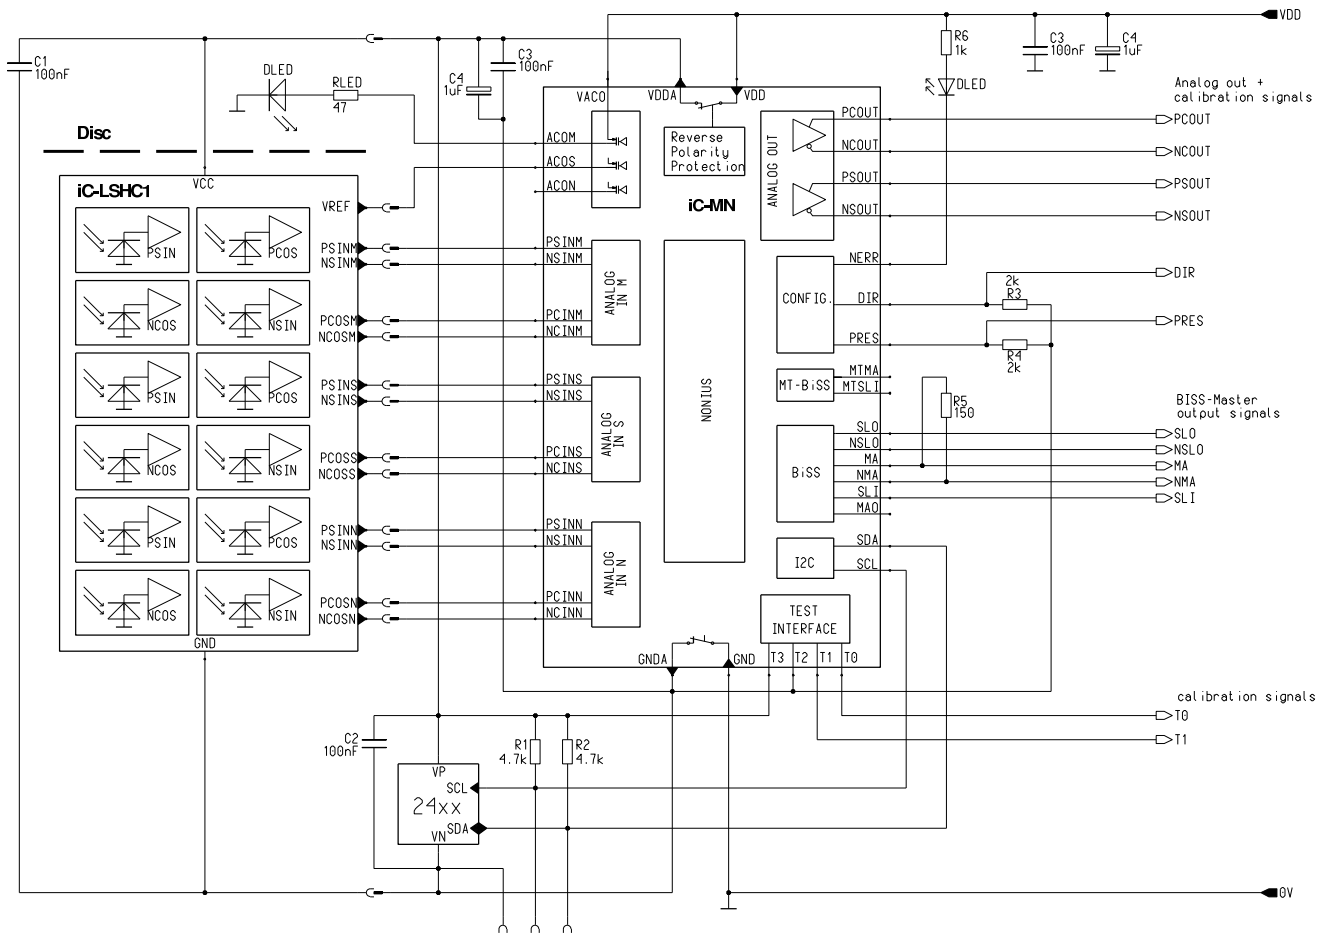 VDD
C1
100nF
DLED
RLED
47
C4
1uF
C3
100nF
R6
1k
DLED
C3
100nF
C4
1uF
Analog out +
calibration signals
VACO
VDDA
VDD
Reverse
Polarity
Protection
ANALOG OUT
PCOUT
NCOUT
PSOUT
NSOUT
PCOUT
NCOUT
PSOUT
NSOUT
Disc
iC-LSHC1
VCC
VREF
ACOM
ACOS
ACON
iC-MN
PSIN
PCOS
NCOS
NSIN
PSIN
PCOS
NCOS
NSIN
PSIN
PCOS
NCOS
NSIN
GND
PSINM
NSINM
PCOSM
NCOSM
PSINS
NSINS
PCOSS
NCOSS
PSINN
NSINN
PCOSN
NCOSN
PSINM
NSINM
PCINM
NCINM
PSINS
NSINS
PCINS
NCINS
PSINN
NSINN
PCINN
NCINN
ANALOG
IN M
ANALOG
IN S
ANALOG
IN N
NONIUS
CONFIG.
NERR
DIR
PRES
2k
R3
R4
2k
DIR
PRES
MT-BiSS
MTMA
MTSLI
R5
150
BISS-Master
output signals
BiSS
SLO
NSLO
MA
NMA
SLI
MAO
SLO
NSLO
MA
NMA
SLI
I2C
SDA
SCL
TEST
INTERFACE
GNDA
GND
T3
T2
T1
T0
calibration signals
T0
T1
C2
100nF
R1
4.7k
R2
4.7k
VP
SCL
24xx
SDA
VN
0V